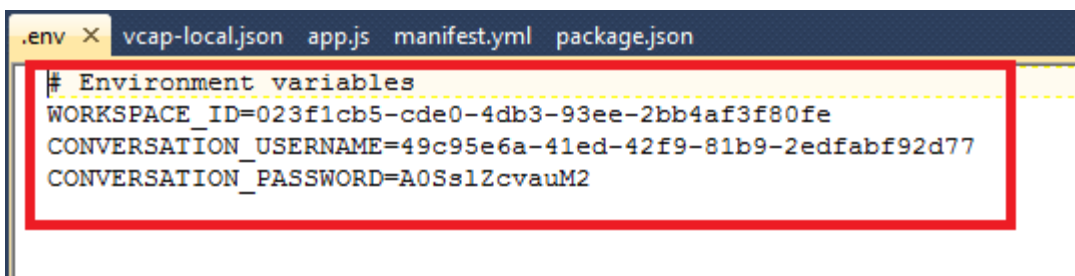 .env × vcap-local.json app.js manifest.yml package.json
# Environment variables
WORKSPACE_ID=023f1cb5-cde0-4db3-93ee-2bb4af3f80fe
CONVERSATION_USERNAME=49c95e6a-41ed-42f9-81b9-2edfabf92d77
CONVERSATION_PASSWORD=A0SslZcvauM2